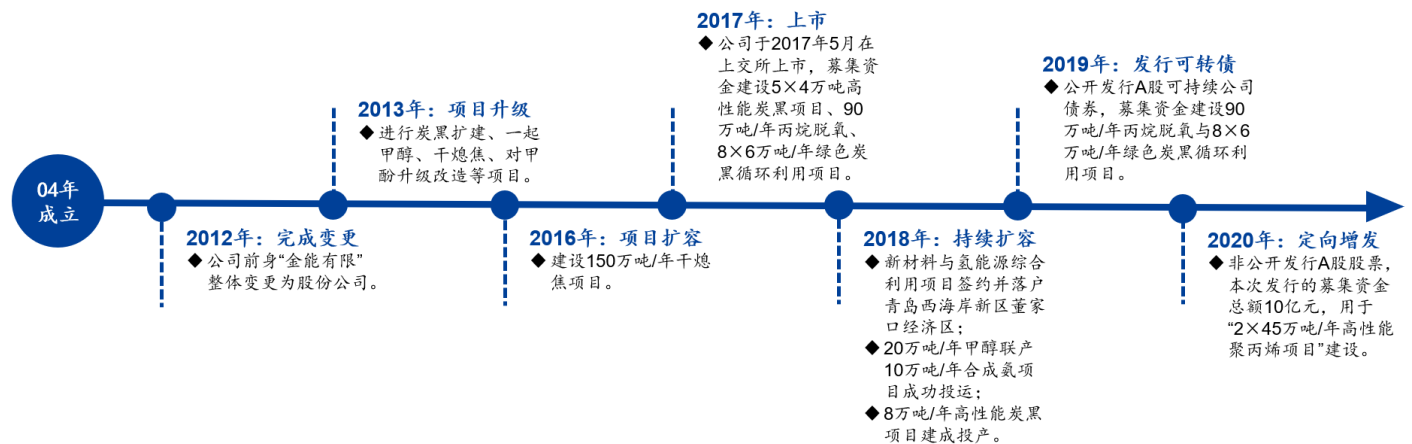 04年
成立
2012年：完成变更
◆ 公司前身“金能有限”
整体变更为股份公司。
2013年：项目升级
◆ 进行炭黑扩建、一起
甲醇、干熄焦、对甲
酚升级改造等项目。
2016年：项目扩容
◆ 建设150万吨/年干熄
焦项目。
2017年：上市
◆ 公司于2017年5月在
上交所上市，募集资
金建设5×4万吨高
性能炭黑项目、90
万吨/年丙烷脱氧、
8×6万吨/年绿色炭
黑循环利用项目。
2018年：持续扩容
◆ 新材料与氢能源综合
利用项目签约并落户
青岛西海岸新区董家
口经济区；
◆ 20万吨/年甲醇联产
10万吨/年合成氨项
目成功投运；
◆ 8万吨/年高性能炭黑
项目建成投产。
2019年：发行可转债
◆ 公开发行A股可持续公司
债券，募集资金建设90
万吨/年丙烷脱氧与8×6
万吨/年绿色炭黑循环利
用项目。
2020年：定向增发
◆ 非公开发行A股股票，
本次发行的募集资金
总额10亿元，用于
“2×45万吨/年高性能
聚丙烯项目”建设。